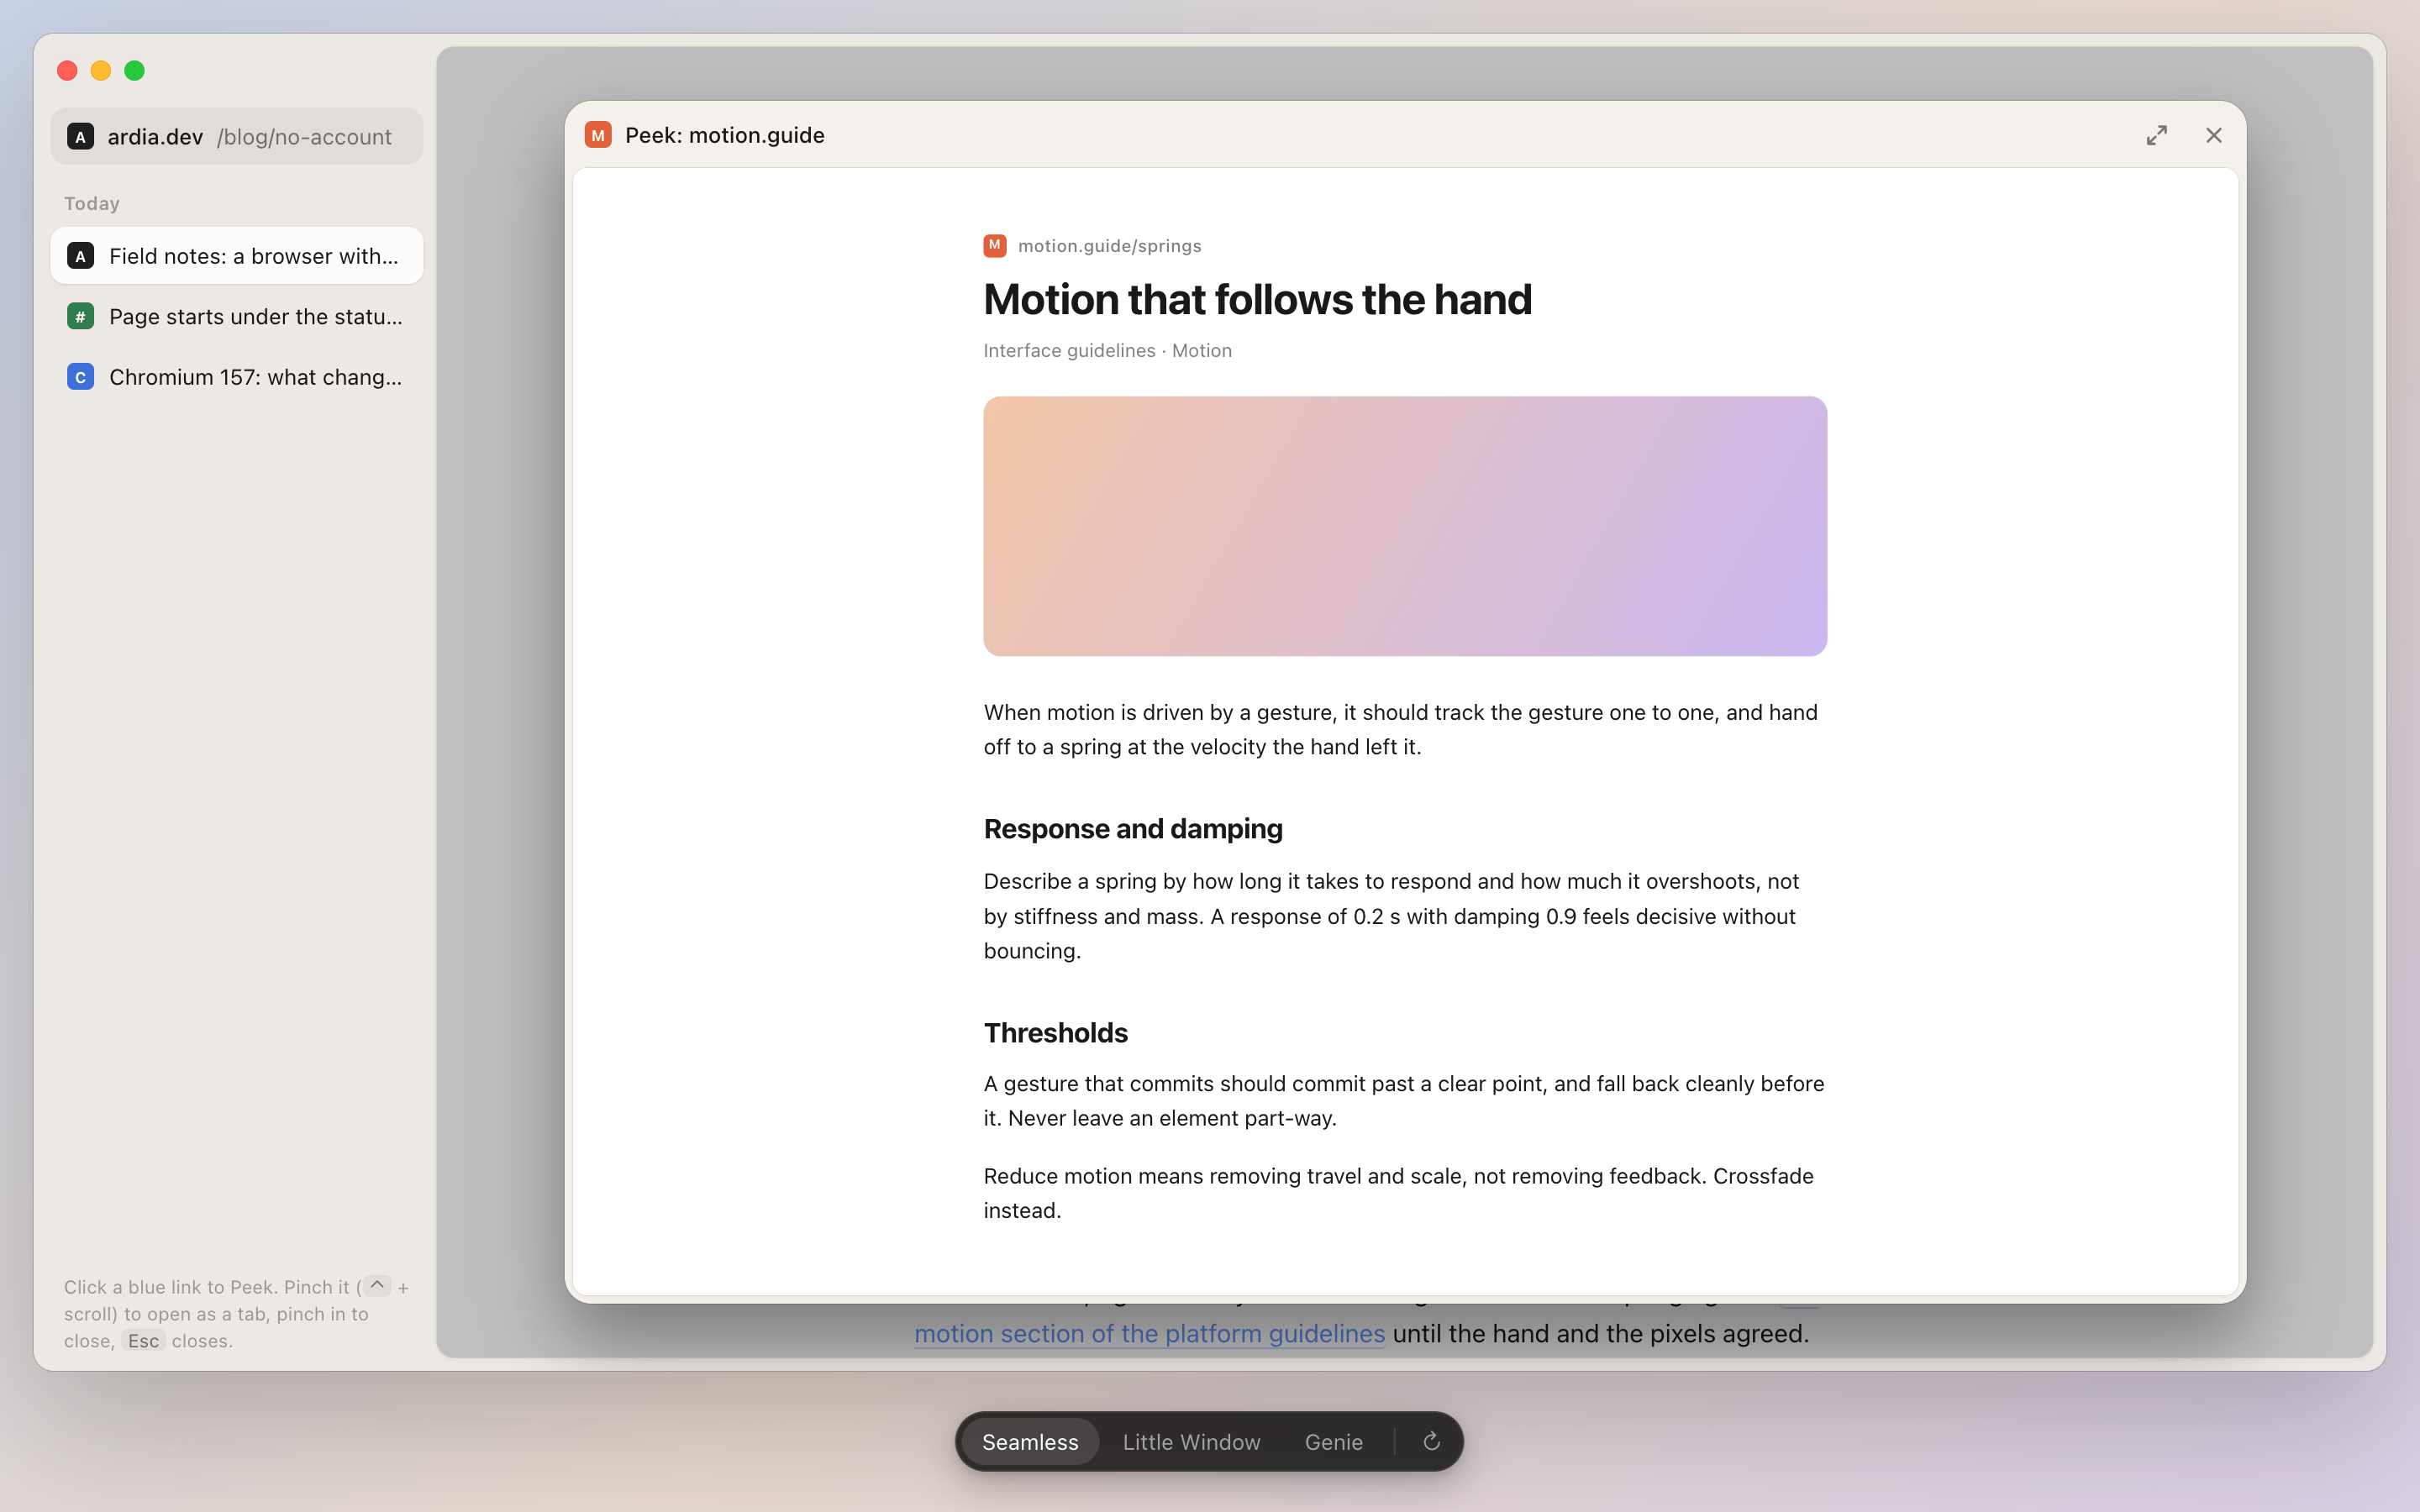 A ardia.dev /blog/no-account
Today
A Field notes: a browser with...
# Page starts under the statu...
C Chromium 157: what chang...
Click a blue link to Peek. Pinch it (^ +
scroll) to open as a tab, pinch in to
close, Esc closes.
M Peek: motion.guide
M motion.guide/springs
Motion that follows the hand
Interface guidelines · Motion
When motion is driven by a gesture, it should track the gesture one to one, and hand
off to a spring at the velocity the hand left it.
Response and damping
Describe a spring by how long it takes to respond and how much it overshoots, not
by stiffness and mass. A response of 0.2 s with damping 0.9 feels decisive without
bouncing.
Thresholds
A gesture that commits should commit past a clear point, and fall back cleanly before
it. Never leave an element part-way.
Reduce motion means removing travel and scale, not removing feedback. Crossfade
instead.
motion section of the platform guidelines until the hand and the pixels agreed.
Seamless Little Window Genie